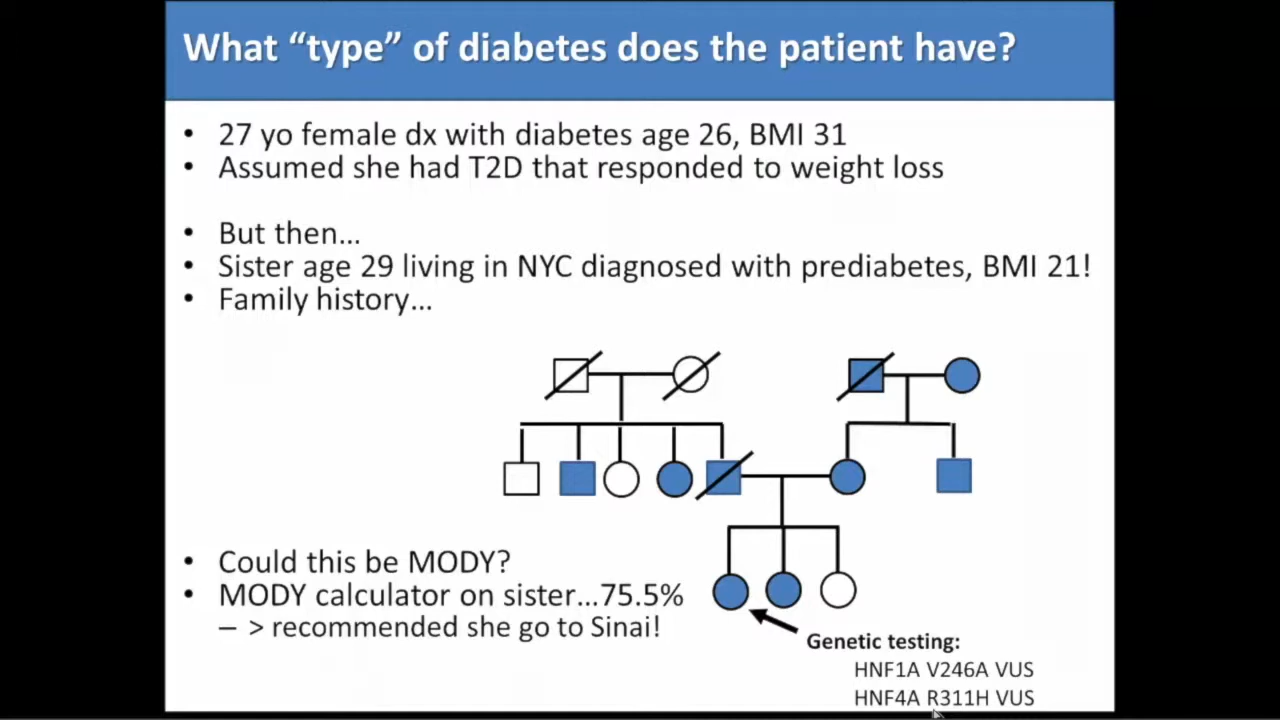 What “type” of diabetes does the patient have?
• 27 yo female dx with diabetes age 26, BMI 31
• Assumed she had T2D that responded to weight loss
• But then…
• Sister age 29 living in NYC diagnosed with prediabetes, BMI 21!
• Family history…
• Could this be MODY?
• MODY calculator on sister…75.5%
– > recommended she go to Sinai!
Genetic testing:
HNF1A V246A VUS
HNF4A R311H VUS